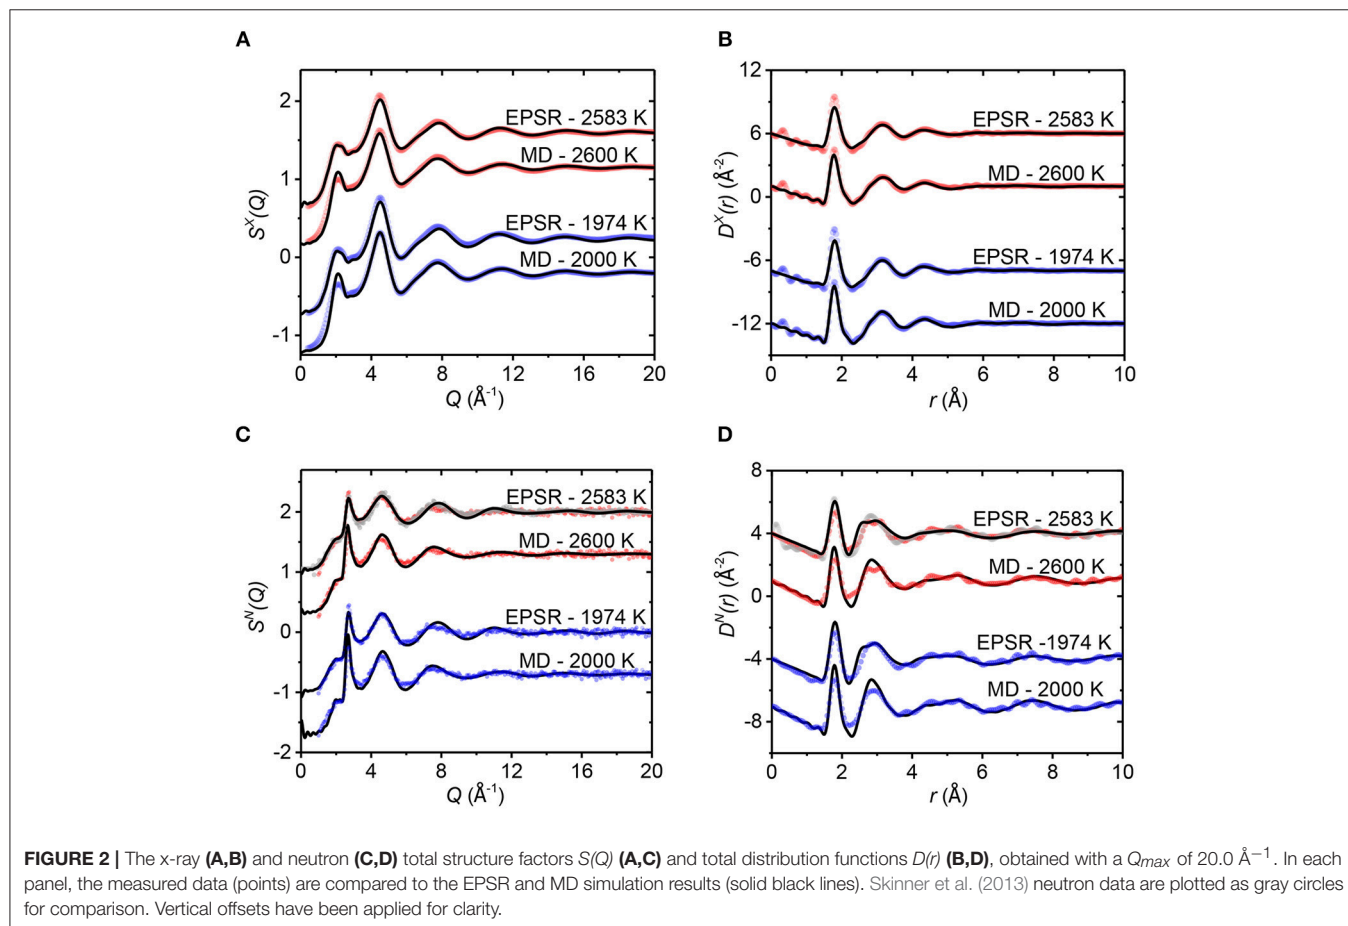 A
2
1
0
-1
0
4
8
12
16
20
S^X(Q)
Q (Å⁻¹)
EPSR - 2583 K
MD - 2600 K
EPSR - 1974 K
MD - 2000 K
B
12
6
0
-6
-12
0
2
4
6
8
10
D^X(r) (Å⁻²)
r (Å)
EPSR - 2583 K
MD - 2600 K
EPSR - 1974 K
MD - 2000 K
C
2
1
0
-1
-2
0
4
8
12
16
20
S^N(Q)
Q (Å⁻¹)
EPSR - 2583 K
MD - 2600 K
EPSR - 1974 K
MD - 2000 K
D
8
4
0
-4
-8
0
2
4
6
8
10
D^N(r) (Å⁻²)
r (Å)
EPSR - 2583 K
MD - 2600 K
EPSR -1974 K
MD - 2000 K
FIGURE 2 | The x-ray (A,B) and neutron (C,D) total structure factors S(Q) (A,C) and total distribution functions D(r) (B,D), obtained with a Qmax of 20.0 Å−1. In each
panel, the measured data (points) are compared to the EPSR and MD simulation results (solid black lines). Skinner et al. (2013) neutron data are plotted as gray circles
for comparison. Vertical offsets have been applied for clarity.